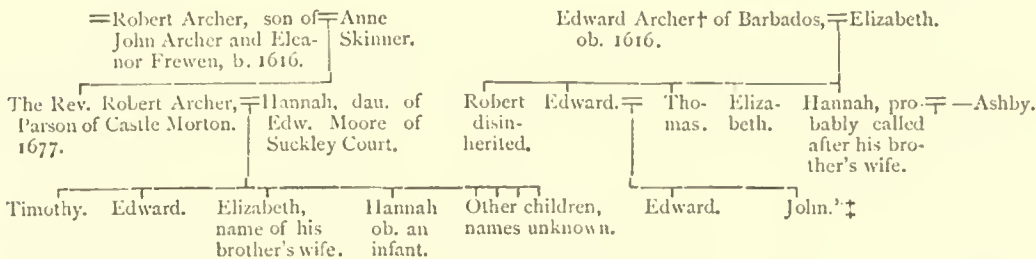 =Robert Archer, son of=Anne
John Archer and Elea- Skinner.
nor Frewen, b. 1616.
Edward Archer† of Barbados,=Elizabeth.
ob. 1616.
The Rev. Robert Archer,=Hannah, dau. of
Parson of Castle Morton. Edw. Moore of
1677. Suckley Court.
Robert Edward.= Tho- Eliza- Hannah, pro-=—Ashby.
disin- mas. beth. bably called
herited. after his bro-
ther's wife.
Timothy. Edward. Elizabeth, Hannah Other children,
name of his ob. an names unknown.
brother's wife. infant.
Edward. John.’‡